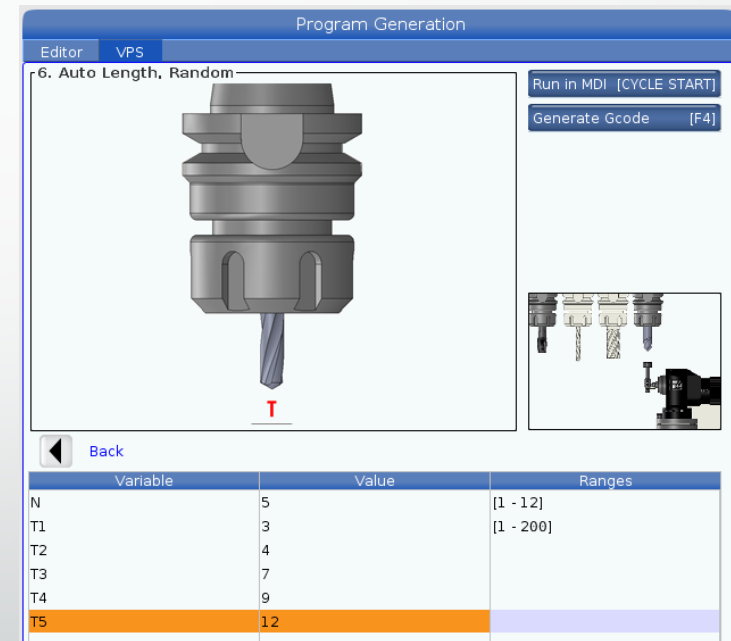 Program Generation
Editor VPS
6. Auto Length, Random
Run in MDI [CYCLE START]
Generate Gcode [F4]
T
Back
Variable Value Ranges
N 5 [1 - 12]
T1 3 [1 - 200]
T2 4
T3 7
T4 9
T5 12